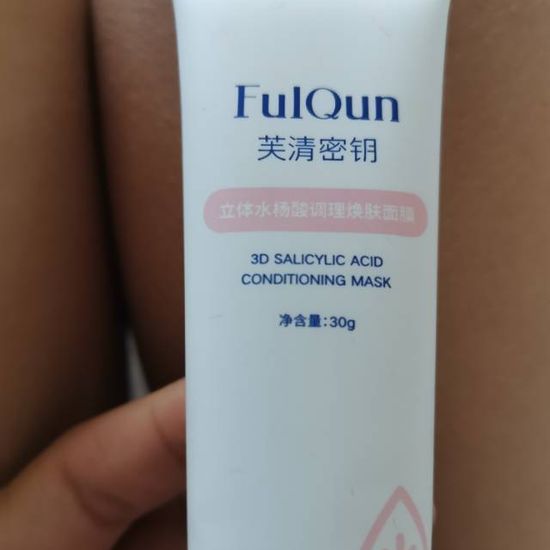 FulQun
芙清密钥
立体水杨酸调理焕肤面膜
3D SALICYLIC ACID
CONDITIONING MASK
净含量:30g